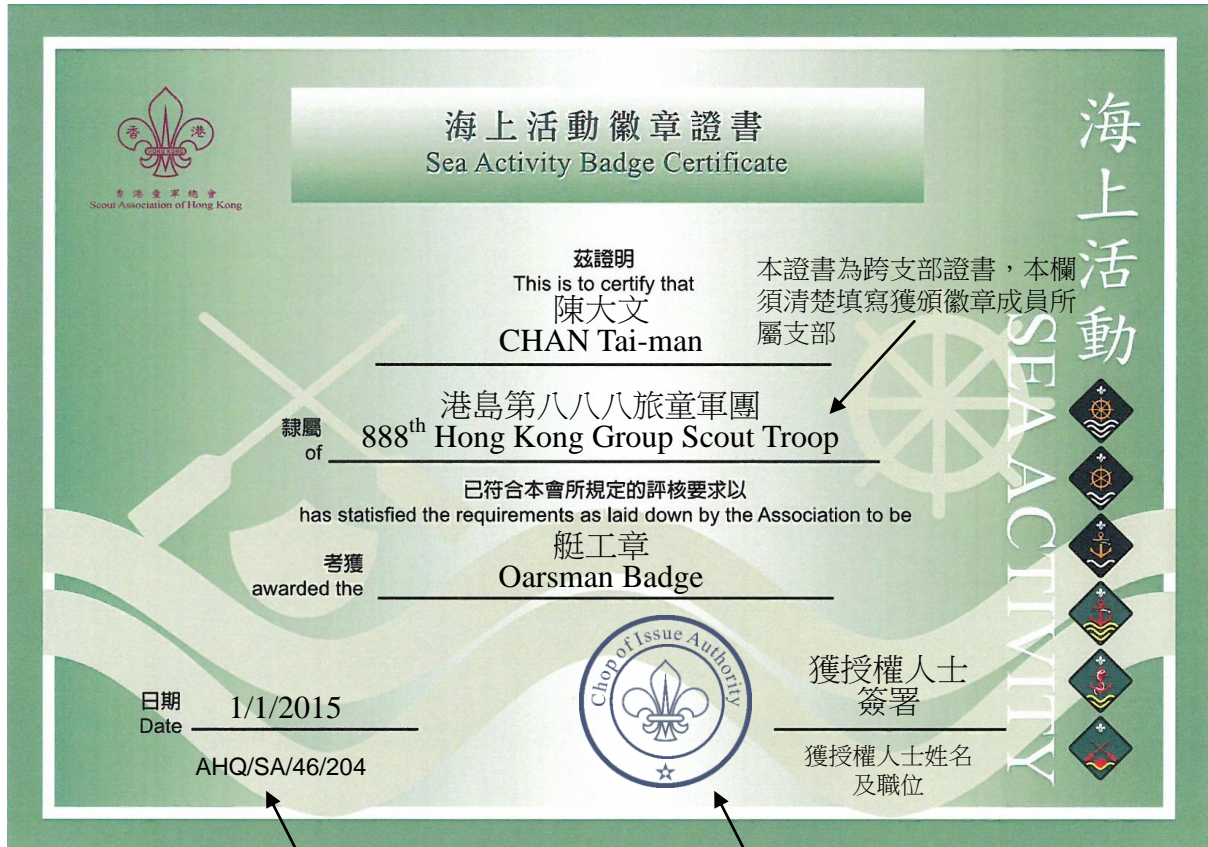 香 港
HONG KONG
香港童軍總會
Scout Association of Hong Kong
海上活動徽章證書
Sea Activity Badge Certificate
茲證明
This is to certify that
陳大文
CHAN Tai-man
本證書為跨支部證書,本欄
須清楚填寫獲頒徽章成員所
屬支部
隸屬
of
港島第八八八旅童軍團
888th Hong Kong Group Scout Troop
已符合本會所規定的評核要求以
has statisfied the requirements as laid down by the Association to be
考獲
awarded the
艇工章
Oarsman Badge
日期
Date
1/1/2015
AHQ/SA/46/204
Chop of Issue Authority
獲授權人士
簽署
獲授權人士姓名
及職位
海上活動
SEA ACTIVITY